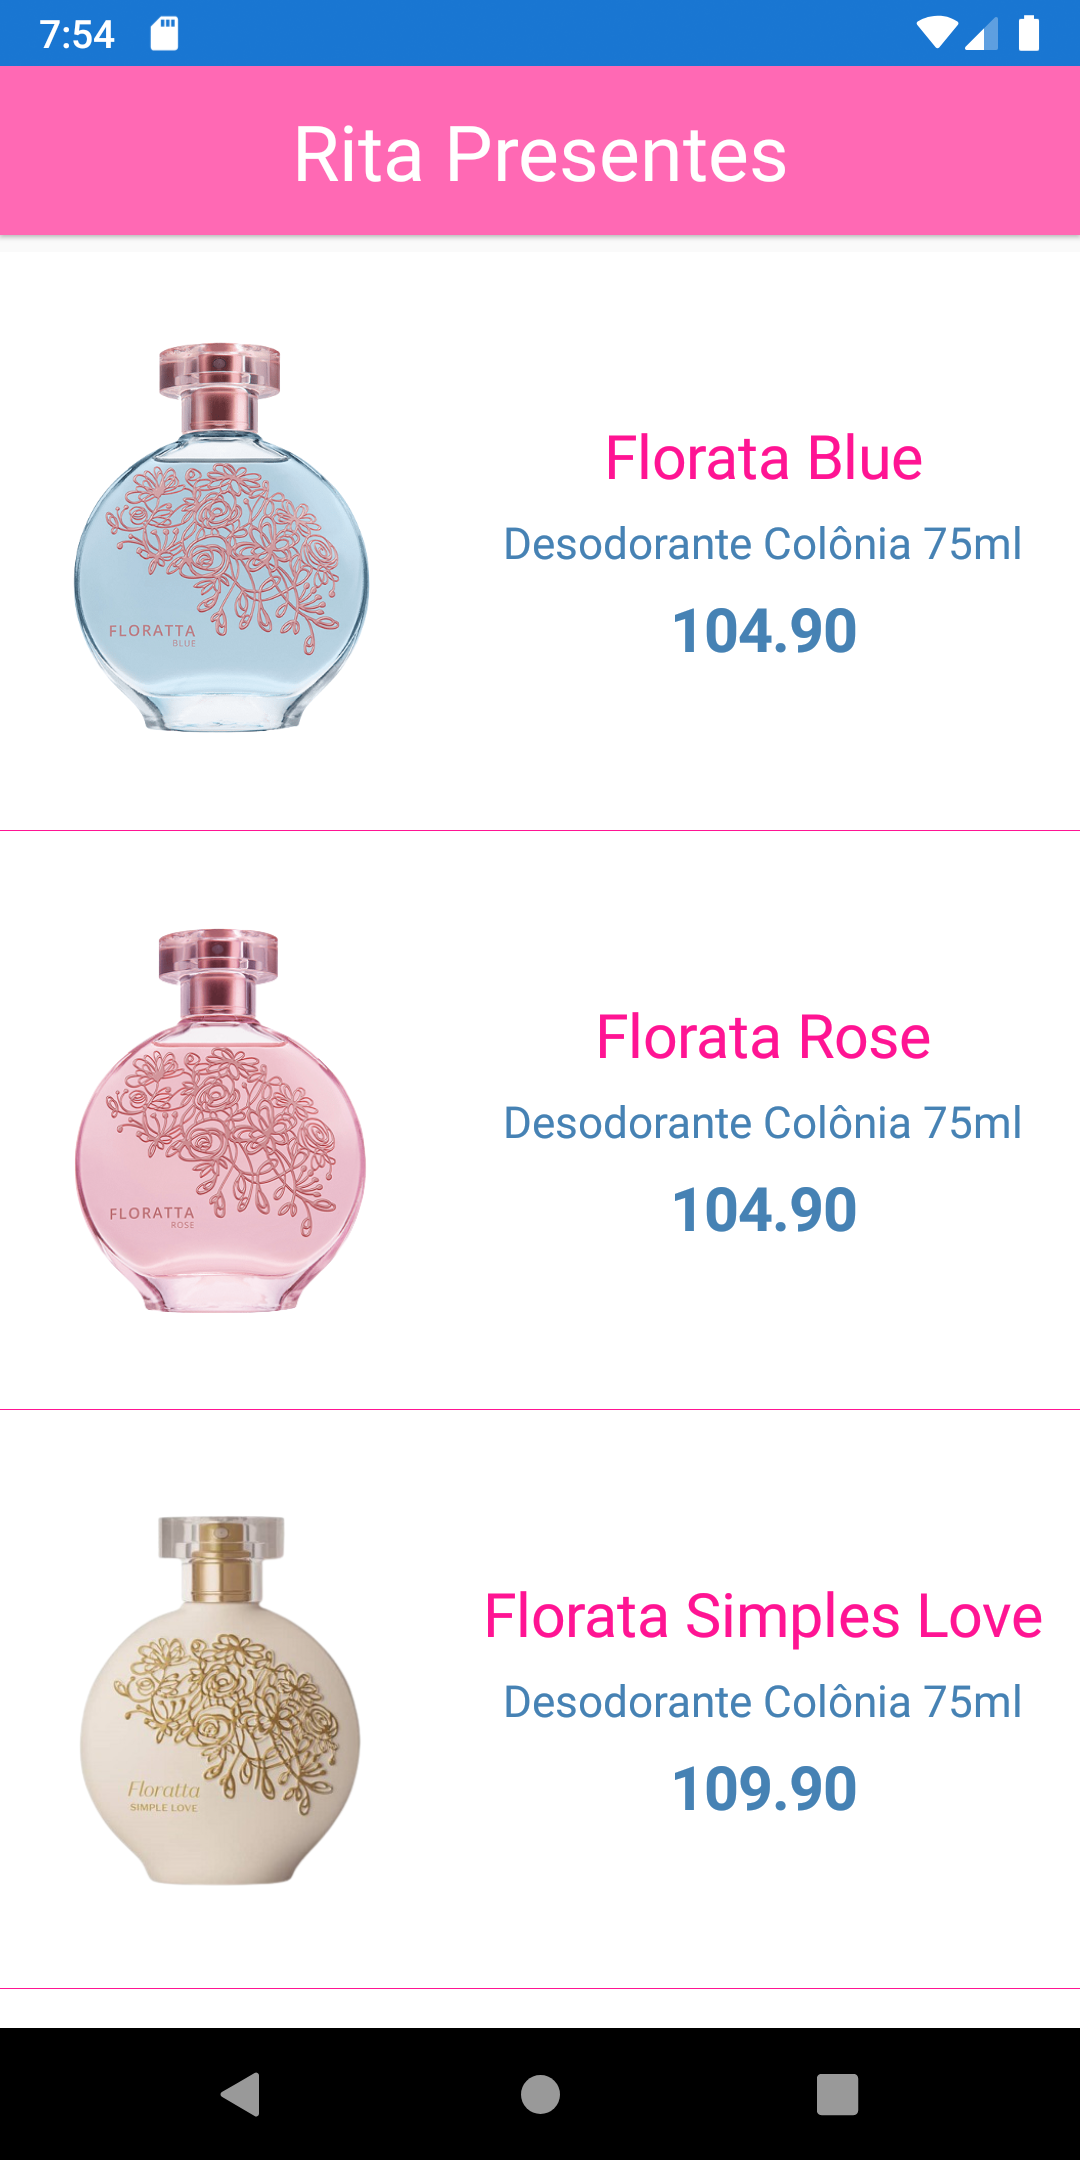 7:54
Rita Presentes
Florata Blue
Desodorante Colônia 75ml
104.90
FLORATTA
BLUE
Florata Rose
Desodorante Colônia 75ml
104.90
FLORATTA
ROSE
Florata Simples Love
Desodorante Colônia 75ml
109.90
Floratta
SIMPLE LOVE